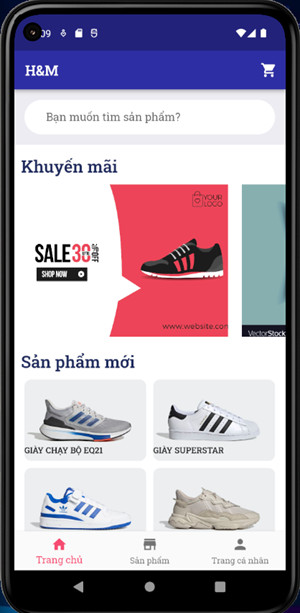 :09
H&M
Bạn muốn tìm sản phẩm?
Khuyến mãi
YOUR
LOGO
SALE 30% OFF
SHOP NOW
www.website.com
VectorStock
Sản phẩm mới
GIÀY CHẠY BỘ EQ21
GIÀY SUPERSTAR
Trang chủ
Sản phẩm
Trang cá nhân